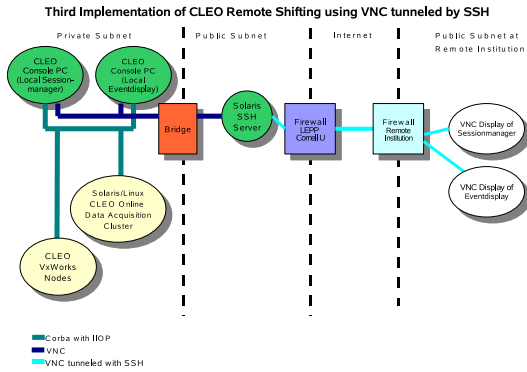 Third Implementation of CLEO Remote Shifting using VNC tunneled by SSH
Private Subnet
Public Subnet
Internet
Public Subnet at
Remote Institution
CLEO
Console PC
(Local Session-
manager)
CLEO
Console PC
(Local
Eventdisplay)
Bridge
Solaris
SSH
Server
Firewall
LEPP
Cornell U
Firewall
Remote
Institution
VNC Display of
Sessionmanager
VNC Display of
Eventdisplay
Solaris/Linux
CLEO Online
Data Acquisition
Cluster
CLEO
VxWorks
Nodes
Corba with IIOP
VNC
VNC tunneled with SSH